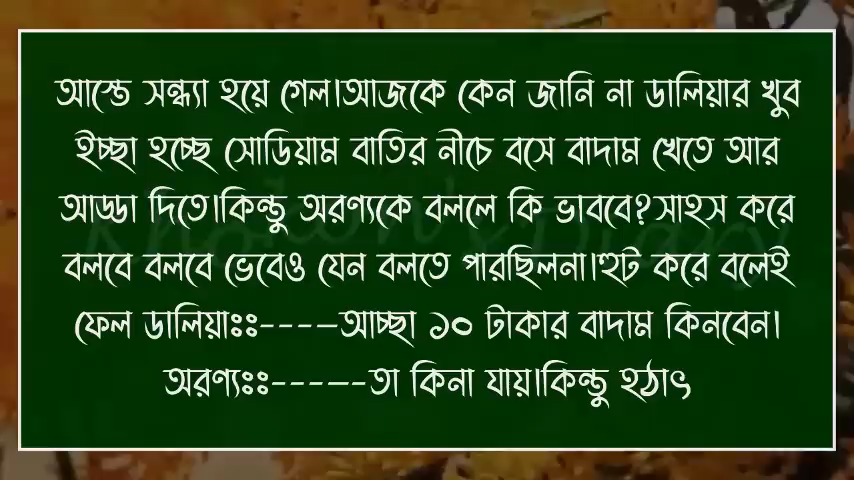 আস্তে সন্ধ্যা হয়ে গেল।আজকে কেন জানি না ডালিয়ার খুব
ইচ্ছা হচ্ছে সোডিয়াম বাতির নীচে বসে বাদাম খেতে আর
আড্ডা দিতে।কিন্তু অরণ্যকে বললে কি ভাববে?সাহস করে
বলবে বলবে ভেবেও যেন বলতে পারছিলনা।হুট করে বলেই
ফেল ডালিয়াঃঃ-----আচ্ছা ১০ টাকার বাদাম কিনবেন।
অরণ্যঃঃ------তা কিনা যায়।কিন্তু হঠাৎ